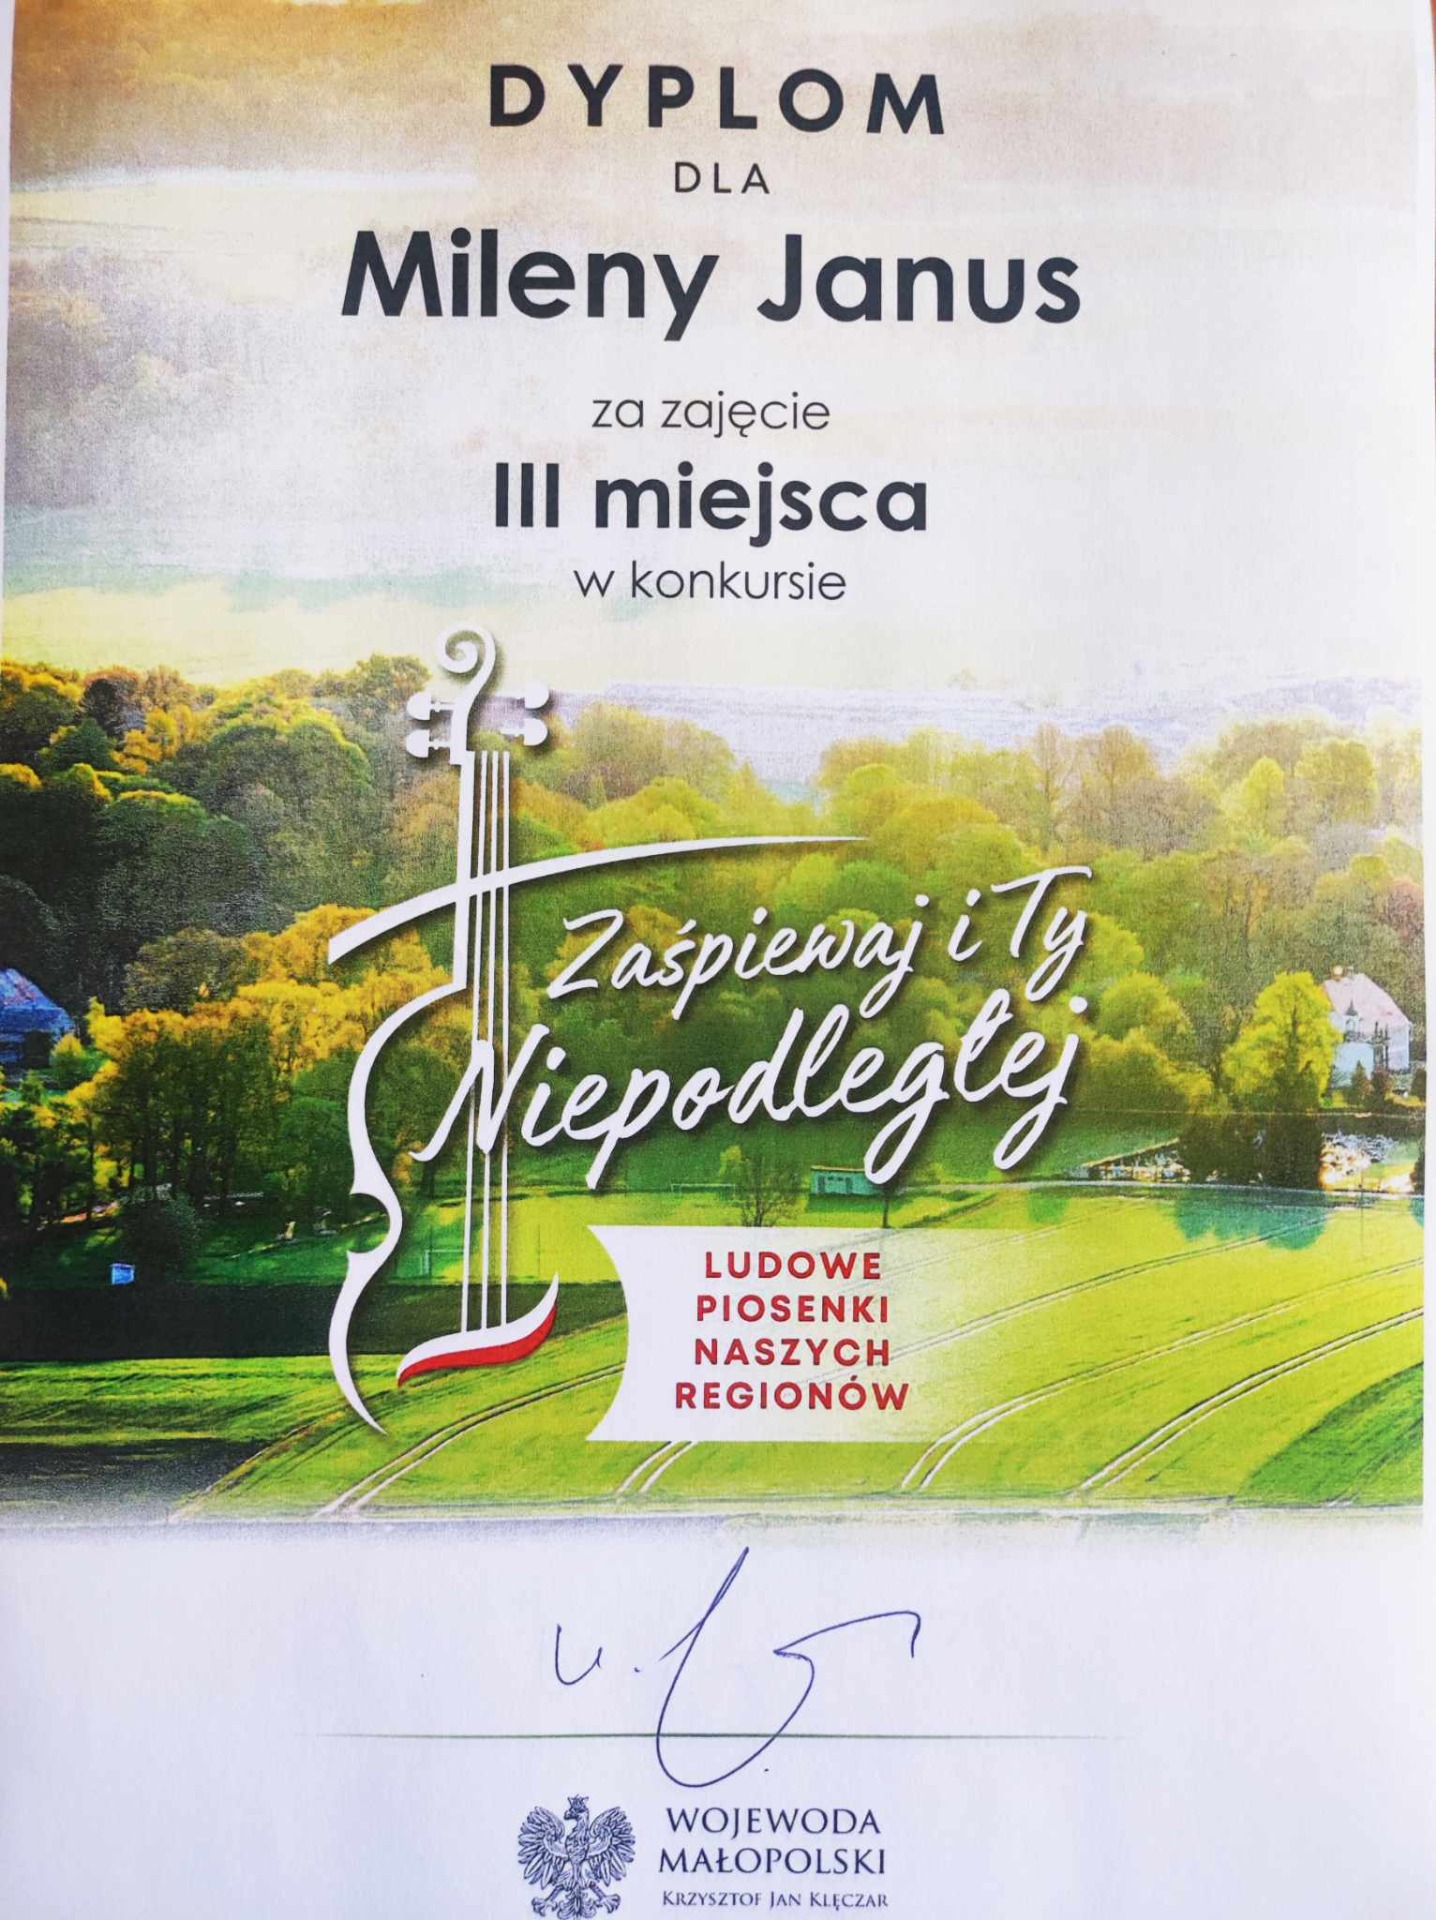 DYPLOM
DLA
Mileny Janus
za zajęcie
III miejsca
w konkursie
Zaśpiewaj i Ty
Niepodległej
LUDOWE
PIOSENKI
NASZYCH
REGIONÓW
WOJEWODA
MAŁOPOLSKI
KRZYSZTOF JAN KLĘCZAR